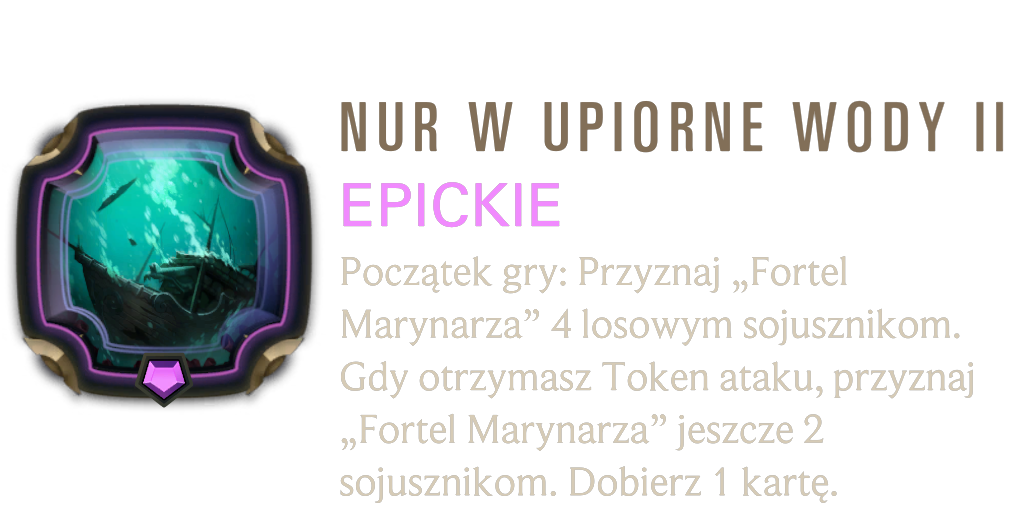 NUR W UPIORNE WODY II
EPICKIE
Początek gry: Przyznaj „Fortel
Marynarza” 4 losowym sojusznikom.
Gdy otrzymasz Token ataku, przyznaj
„Fortel Marynarza” jeszcze 2
sojusznikom. Dobierz 1 kartę.